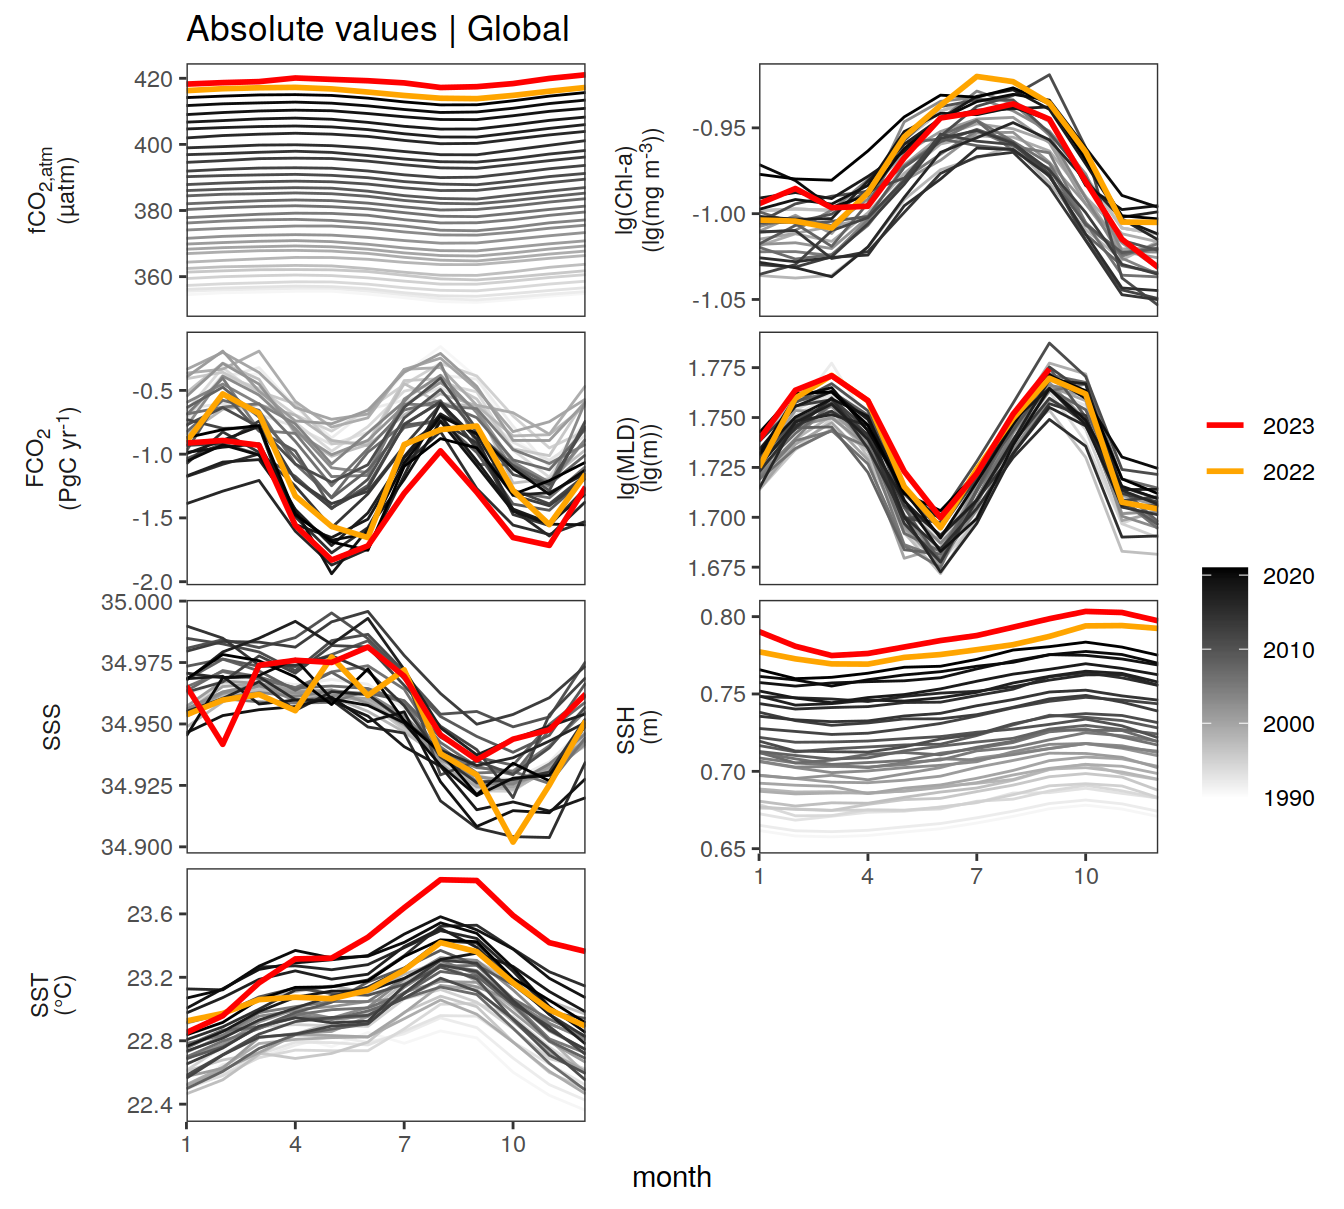 Absolute values | Global
fCO2,atm
(µatm)
420
400
380
360
lg(Chl-a)
(lg(mg m-3))
-0.95
-1.00
-1.05
FCO2
(PgC yr-1)
-0.5
-1.0
-1.5
-2.0
lg(MLD)
(lg(m))
1.775
1.750
1.725
1.700
1.675
SSS
35.000
34.975
34.950
34.925
34.900
SSH
(m)
0.80
0.75
0.70
0.65
1 4 7 10
SST
(°C)
23.6
23.2
22.8
22.4
1 4 7 10
month
2023
2022
2020
2010
2000
1990